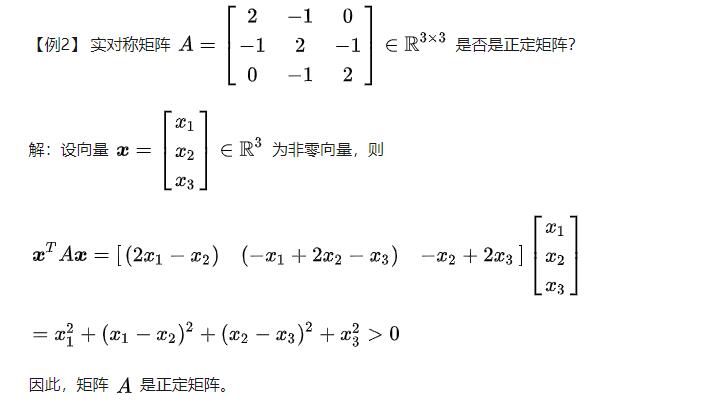 【例2】 实对称矩阵 $A = \begin{bmatrix} 2 & -1 & 0 \\ -1 & 2 & -1 \\ 0 & -1 & 2 \end{bmatrix} \in \mathbb{R}^{3 \times 3}$ 是否是正定矩阵?
解：设向量 $\boldsymbol{x} = \begin{bmatrix} x_1 \\ x_2 \\ x_3 \end{bmatrix} \in \mathbb{R}^3$ 为非零向量，则
$\boldsymbol{x}^T A \boldsymbol{x} = [\,(2x_1 - x_2) \quad (-x_1 + 2x_2 - x_3) \quad -x_2 + 2x_3\,] \begin{bmatrix} x_1 \\ x_2 \\ x_3 \end{bmatrix}$
$= x_1^2 + (x_1 - x_2)^2 + (x_2 - x_3)^2 + x_3^2 > 0$
因此，矩阵 $A$ 是正定矩阵。